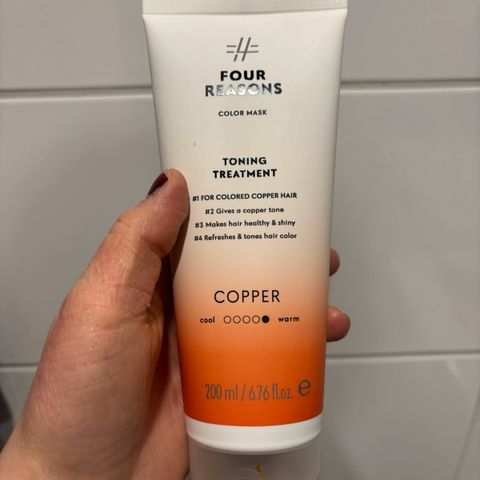 FOUR
REASONS
COLOR MASK
TONING
TREATMENT
#1 FOR COLORED COPPER HAIR
#2 Gives a copper tone
#3 Makes hair healthy & shiny
#4 Refreshes & tones hair color
COPPER
cool warm
200 ml / 6.76 fl.oz. e